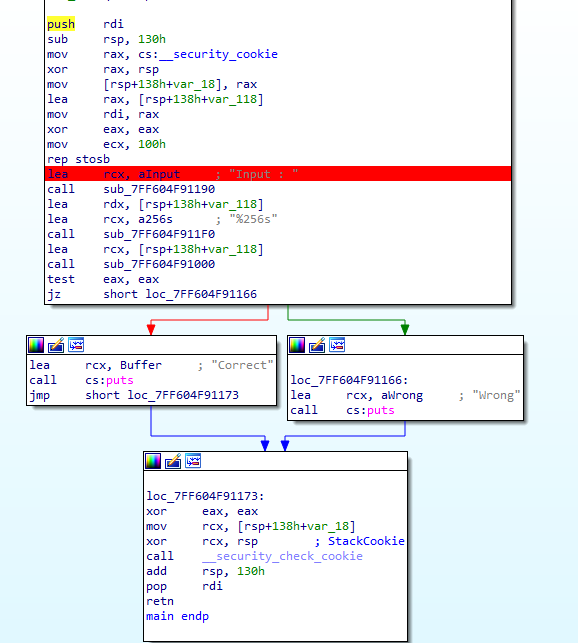 push rdi
sub rsp, 130h
mov rax, cs:__security_cookie
xor rax, rsp
mov [rsp+138h+var_18], rax
lea rax, [rsp+138h+var_118]
mov rdi, rax
xor eax, eax
mov ecx, 100h
rep stosb
lea rcx, aInput ; "Input : "
call sub_7FF604F91190
lea rdx, [rsp+138h+var_118]
lea rcx, a256s ; "%256s"
call sub_7FF604F911F0
lea rcx, [rsp+138h+var_118]
call sub_7FF604F91000
test eax, eax
jz short loc_7FF604F91166
lea rcx, Buffer ; "Correct"
call cs:puts
jmp short loc_7FF604F91173
loc_7FF604F91166:
lea rcx, aWrong ; "Wrong"
call cs:puts
loc_7FF604F91173:
xor eax, eax
mov rcx, [rsp+138h+var_18]
xor rcx, rsp ; StackCookie
call __security_check_cookie
add rsp, 130h
pop rdi
retn
main endp